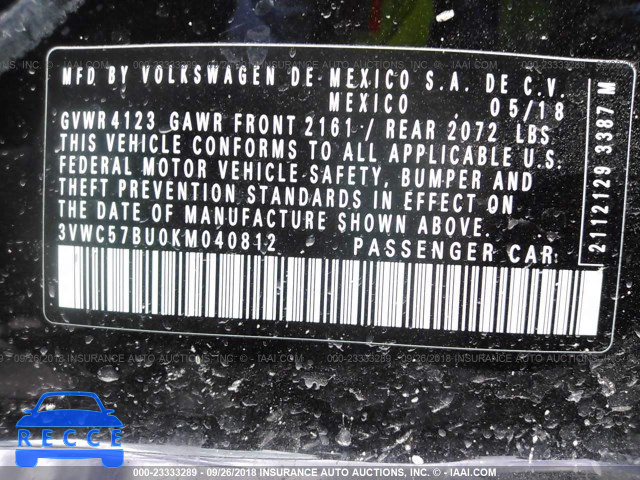 MFD BY VOLKSWAGEN DE MEXICO S.A. DE C.V.
MEXICO 05/18
GVWR 4123 GAWR FRONT 2161 / REAR 2072 LBS
THIS VEHICLE CONFORMS TO ALL APPLICABLE U.S.
FEDERAL MOTOR VEHICLE SAFETY, BUMPER AND
THEFT PREVENTION STANDARDS IN EFFECT ON
THE DATE OF MANUFACTURE SHOWN ABOVE.
3VWC57BU0KM040812 PASSENGER CAR
2112129 3387 M
000-23333289 - 09/26/2018 INSURANCE AUTO AUCTIONS, INC. - © - IAAI.COM
RECCE